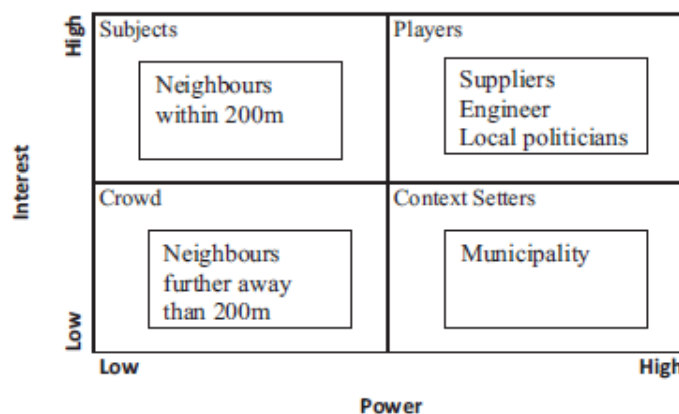 High
Subjects
Players
Neighbours
within 200m
Suppliers
Engineer
Local politicians
Interest
Crowd
Context Setters
Neighbours
further away
than 200m
Municipality
Low
Low
High
Power